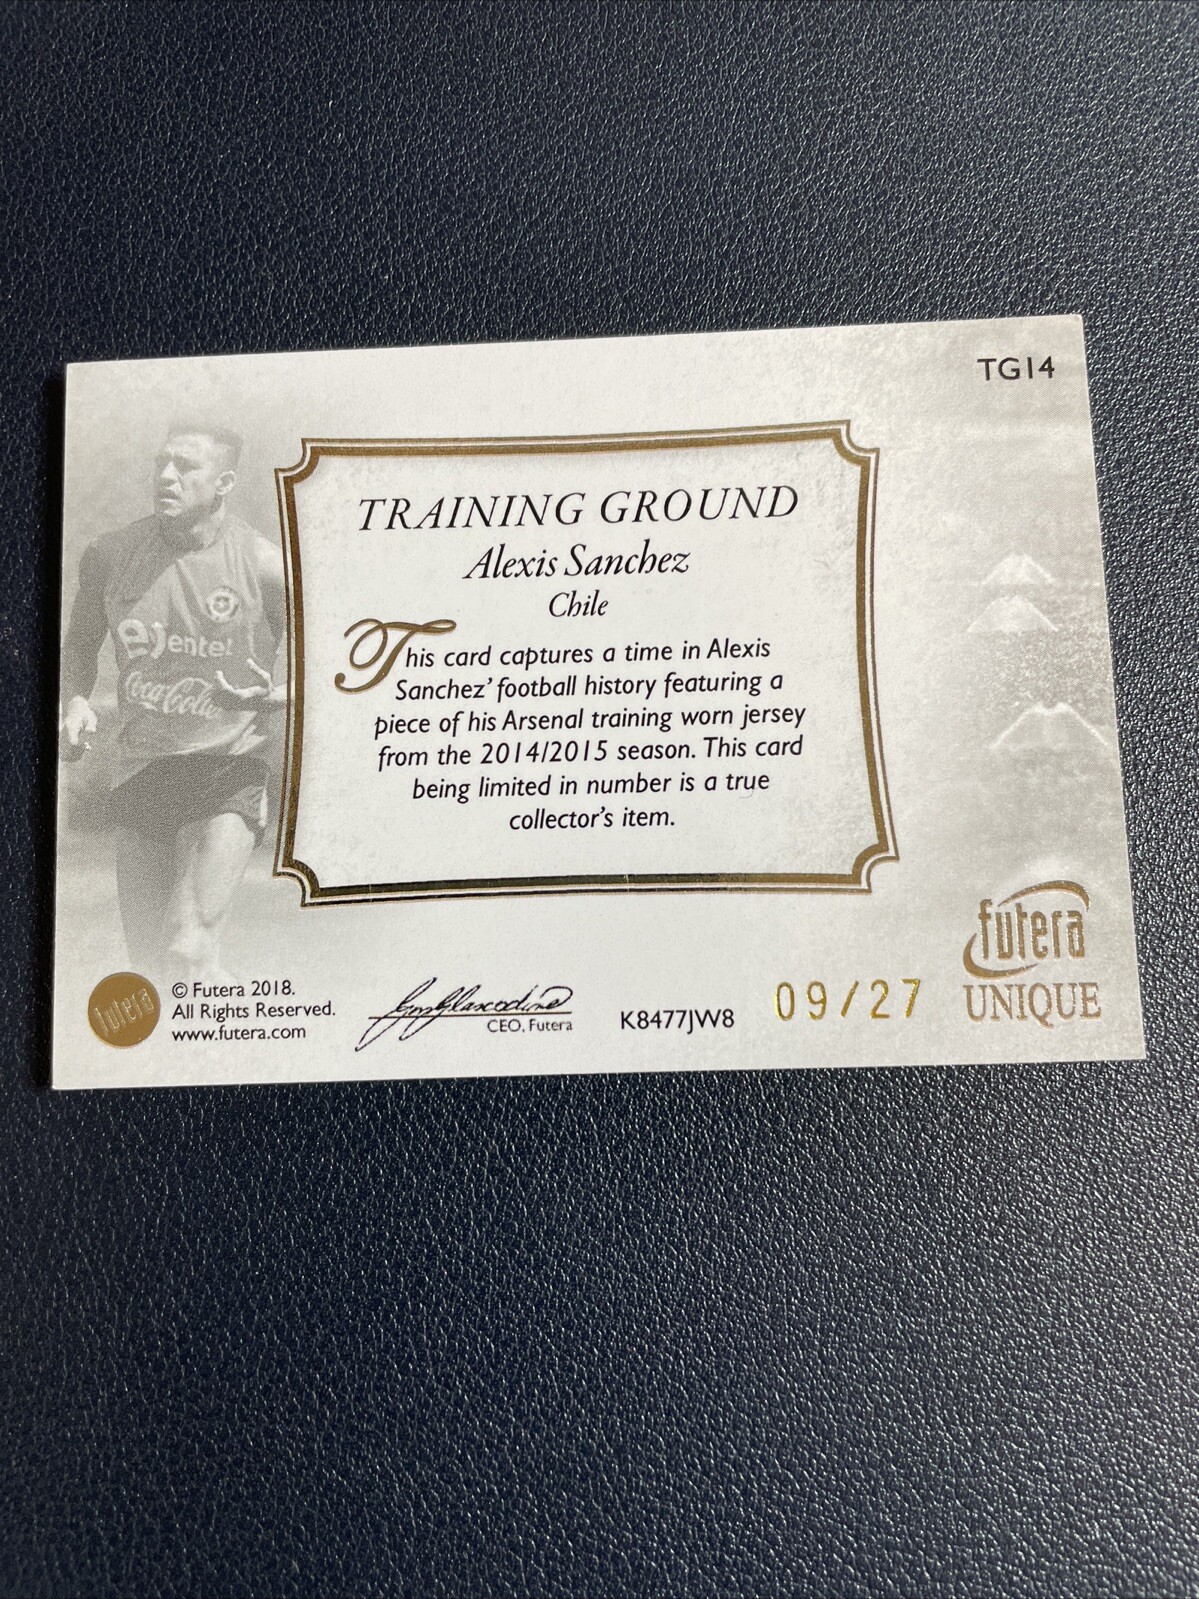 TG14
TRAINING GROUND
Alexis Sanchez
Chile
This card captures a time in Alexis
Sanchez' football history featuring a
piece of his Arsenal training worn jersey
from the 2014/2015 season. This card
being limited in number is a true
collector's item.
entel
Coca-Cola
futera
© Futera 2018.
All Rights Reserved.
www.futera.com
CEO, Futera
K8477JW8
09/27
futera
UNIQUE